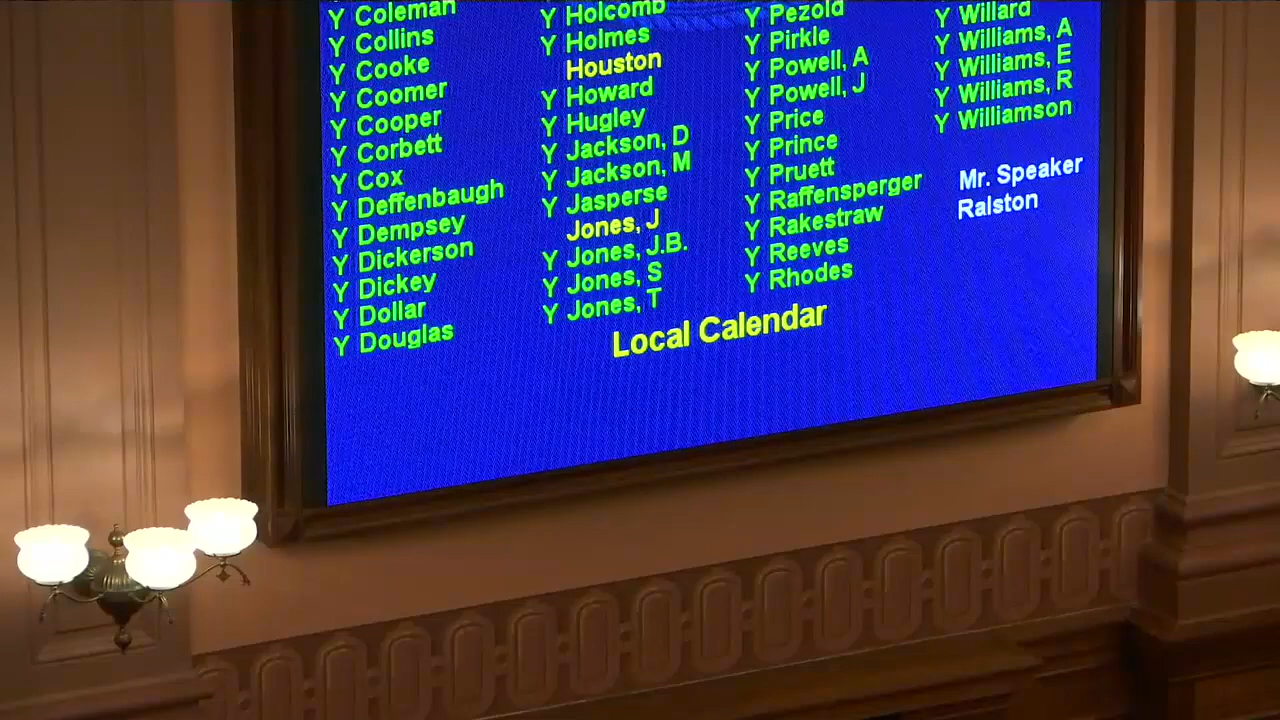 Y Coleman
Y Collins
Y Cooke
Y Coomer
Y Cooper
Y Corbett
Y Cox
Y Deffenbaugh
Y Dempsey
Y Dickerson
Y Dickey
Y Dollar
Y Douglas
Y Holcomb
Y Holmes
Houston
Y Howard
Y Hugley
Y Jackson, D
Y Jackson, M
Y Jasperse
Jones, J
Y Jones, J.B.
Y Jones, S
Y Jones, T
Y Pezold
Y Pirkle
Y Powell, A
Y Powell, J
Y Price
Y Prince
Y Pruett
Y Raffensperger
Y Rakestraw
Y Reeves
Y Rhodes
Y Willard
Y Williams, A
Y Williams, E
Y Williams, R
Y Williamson
Mr. Speaker
Ralston
Local Calendar